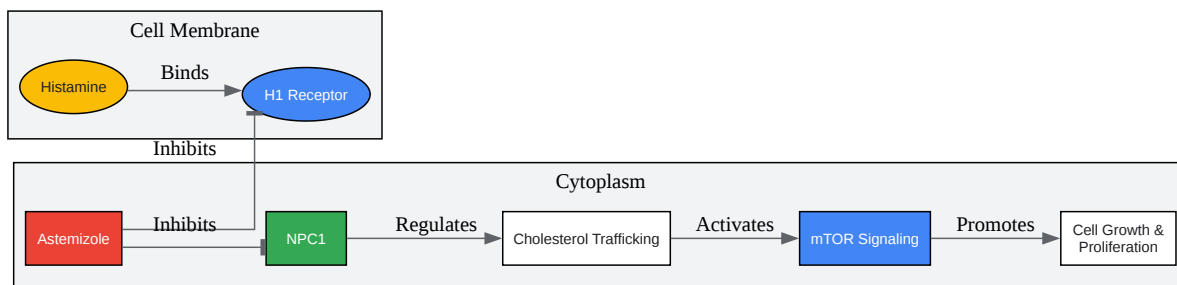 Cell Membrane
Histamine
Binds
H1 Receptor
Inhibits
Cytoplasm
Astemizole
Inhibits
NPC1
Regulates
Cholesterol Trafficking
Activates
mTOR Signaling
Promotes
Cell Growth &
Proliferation